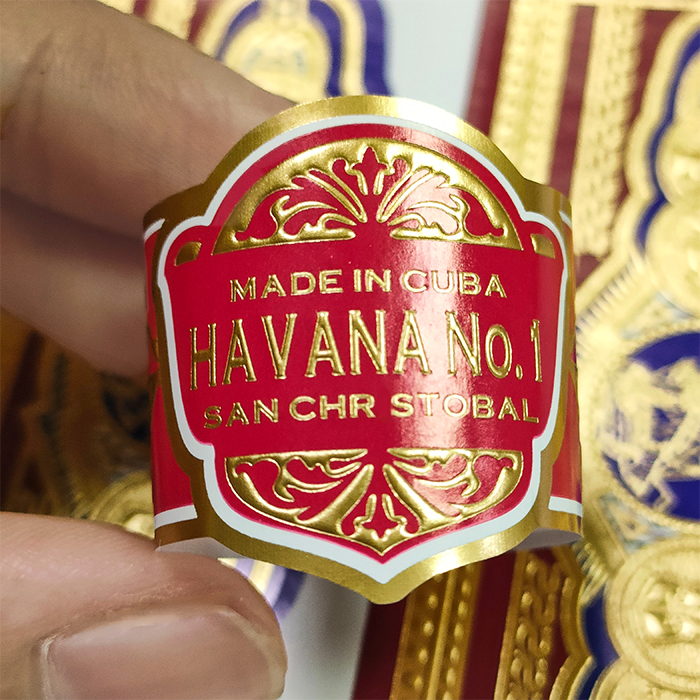 MADE IN CUBA
HAVANA No. 1
SAN CHR STOBAL